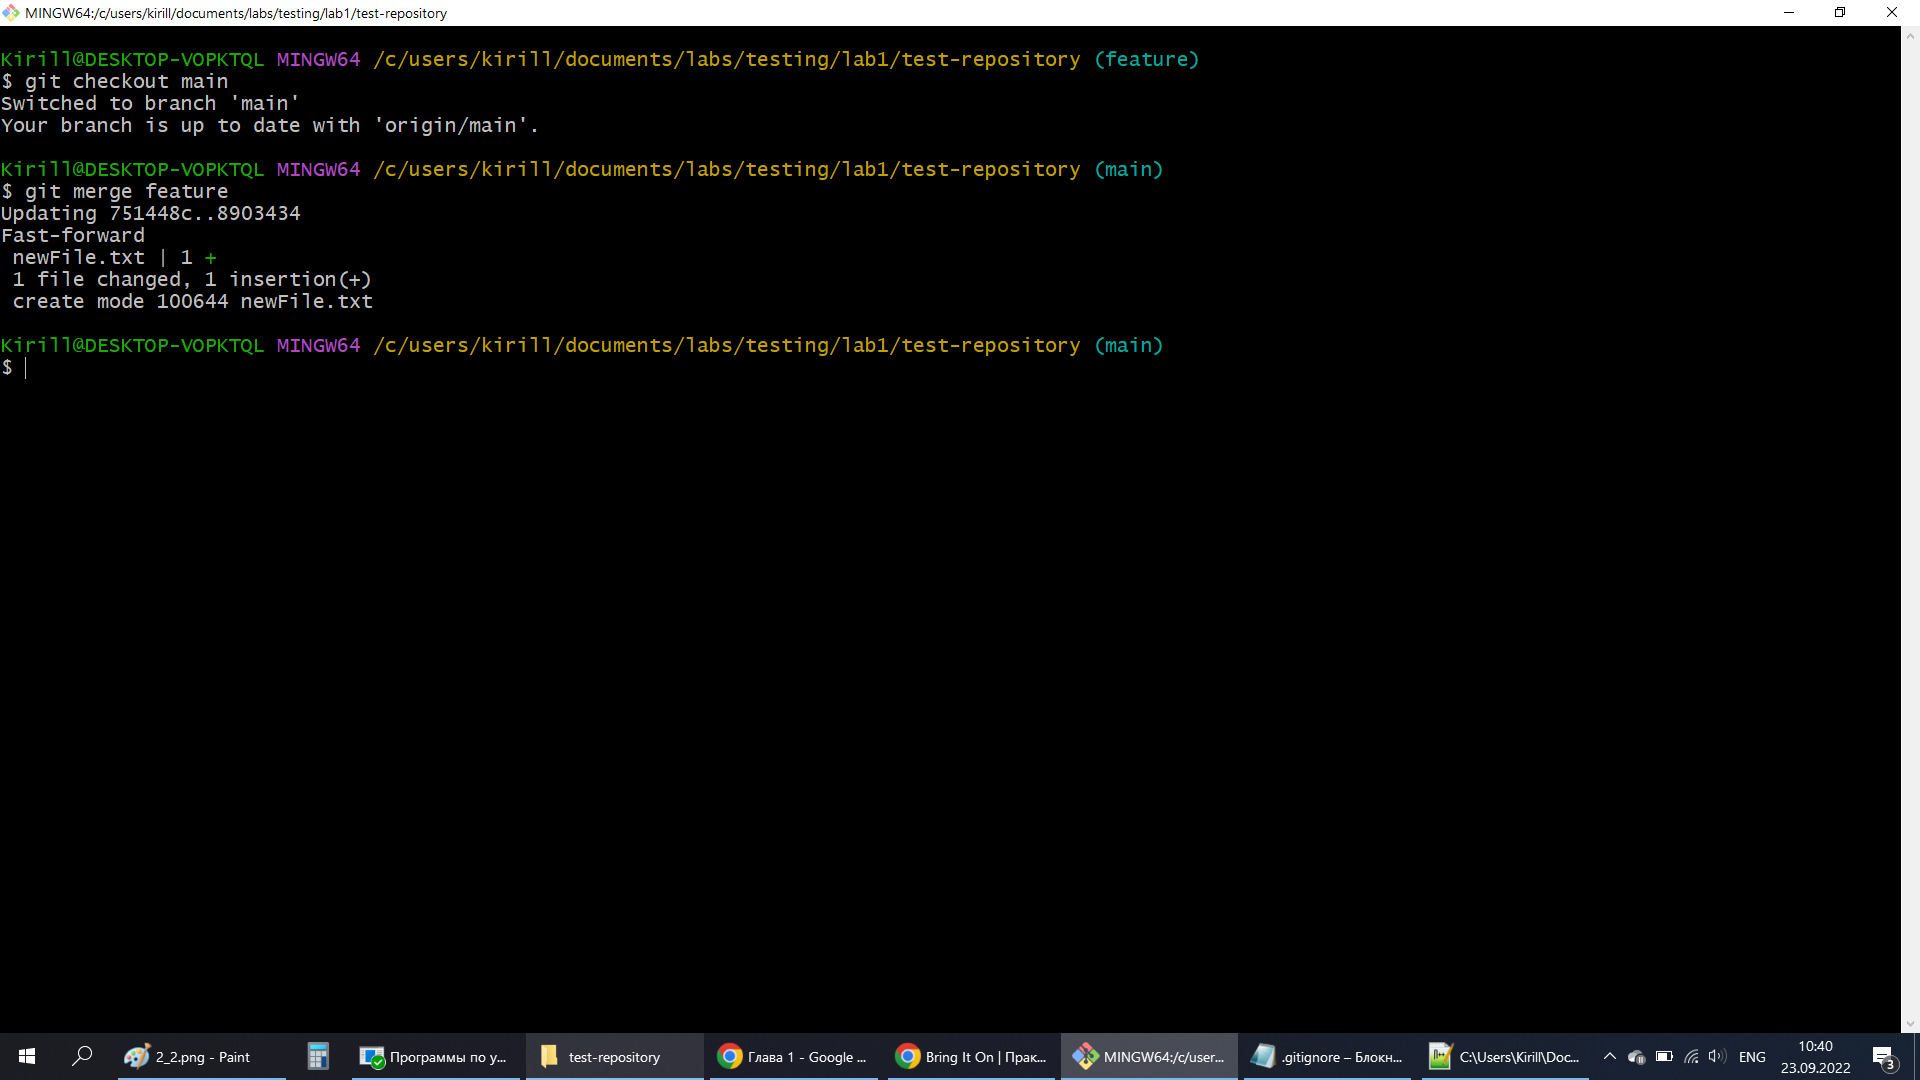 MINGW64:/c/users/kirill/documents/labs/testing/lab1/test-repository
Kirill@DESKTOP-VOPKTQL MINGW64 /c/users/kirill/documents/labs/testing/lab1/test-repository (feature)
$ git checkout main
Switched to branch 'main'
Your branch is up to date with 'origin/main'.
Kirill@DESKTOP-VOPKTQL MINGW64 /c/users/kirill/documents/labs/testing/lab1/test-repository (main)
$ git merge feature
Updating 751448c..8903434
Fast-forward
 newFile.txt | 1 +
 1 file changed, 1 insertion(+)
 create mode 100644 newFile.txt
Kirill@DESKTOP-VOPKTQL MINGW64 /c/users/kirill/documents/labs/testing/lab1/test-repository (main)
$
2_2.png - Paint
Программы по у...
test-repository
Глава 1 - Google ...
Bring It On | Прак...
MINGW64:/c/user...
.gitignore – Блокн...
C:\Users\Kirill\Doc...
ENG
10:40
23.09.2022
3